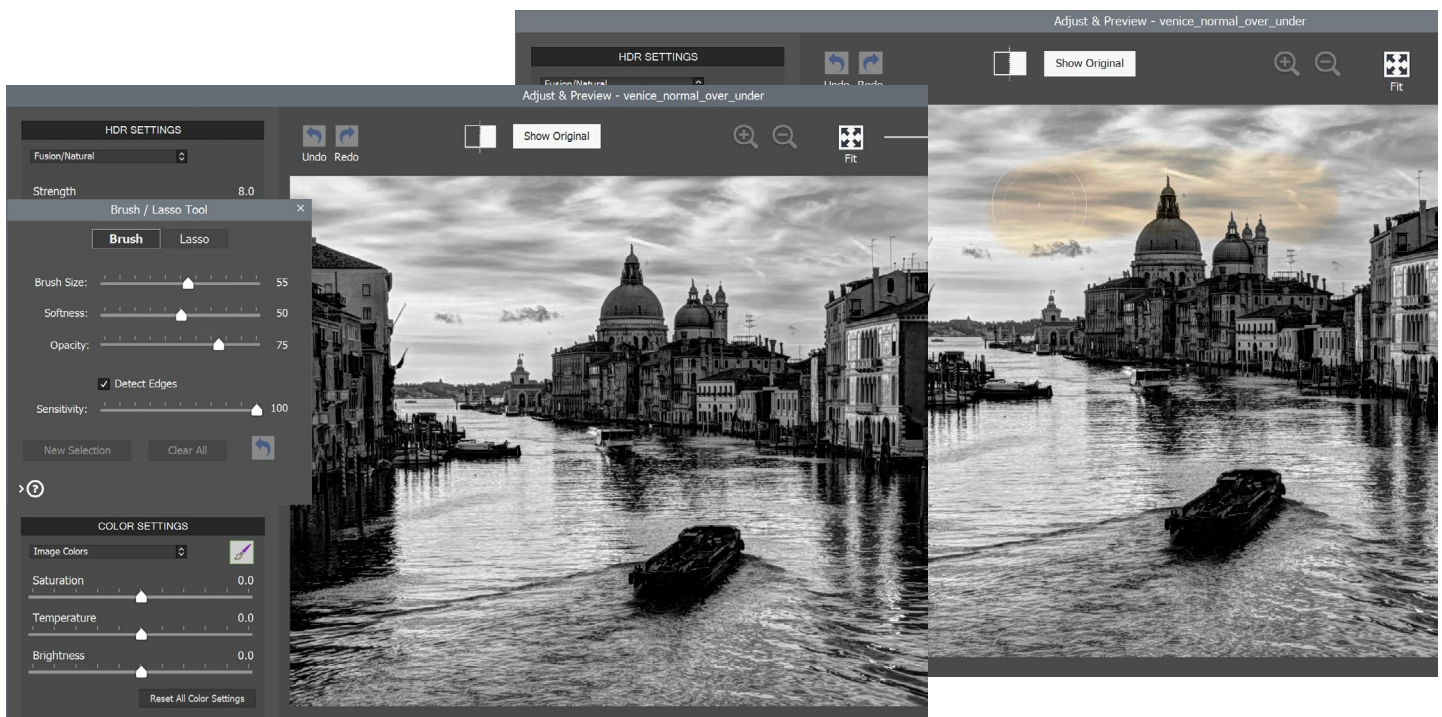 Adjust & Preview - venice_normal_over_under
HDR SETTINGS
Fusion/Natural
Undo Redo
Show Original
Fit
Adjust & Preview - venice_normal_over_under
HDR SETTINGS
Fusion/Natural
Strength 8.0
Undo Redo
Show Original
Fit
Brush / Lasso Tool ×
Brush Lasso
Brush Size: 55
Softness: 50
Opacity: 75
✓ Detect Edges
Sensitivity: 100
New Selection Clear All
>?
COLOR SETTINGS
Image Colors
Saturation 0.0
Temperature 0.0
Brightness 0.0
Reset All Color Settings